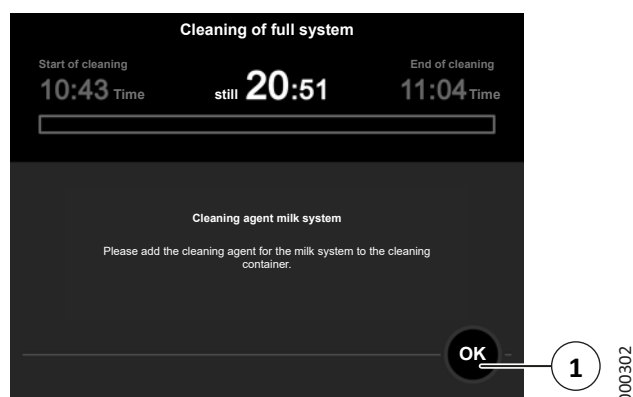 Cleaning of full system
Start of cleaning
End of cleaning
10:43 Time
still 20:51
11:04 Time
Cleaning agent milk system
Please add the cleaning agent for the milk system to the cleaning
container.
OK
1
000302